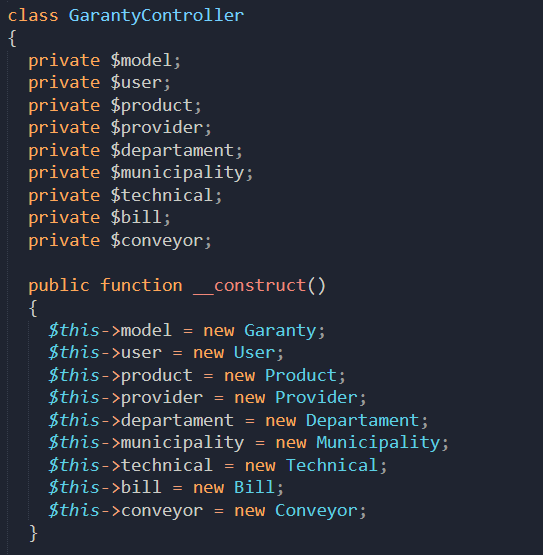 class GarantyController
{
  private $model;
  private $user;
  private $product;
  private $provider;
  private $departament;
  private $municipality;
  private $technical;
  private $bill;
  private $conveyor;

  public function __construct()
  {
    $this->model = new Garanty;
    $this->user = new User;
    $this->product = new Product;
    $this->provider = new Provider;
    $this->departament = new Departament;
    $this->municipality = new Municipality;
    $this->technical = new Technical;
    $this->bill = new Bill;
    $this->conveyor = new Conveyor;
  }